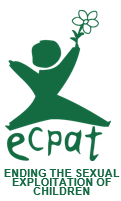 ecpat
ENDING THE SEXUAL
EXPLOITATION OF
CHILDREN